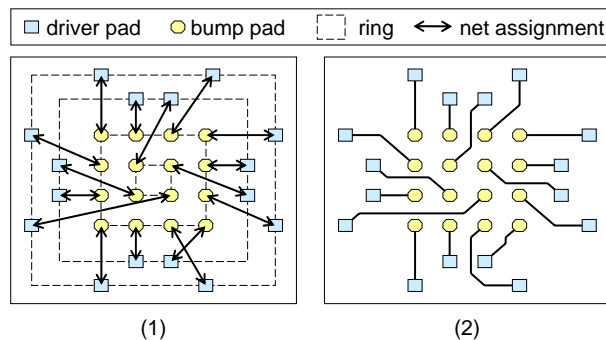 driver pad bump pad ring net assignment
(1) (2)